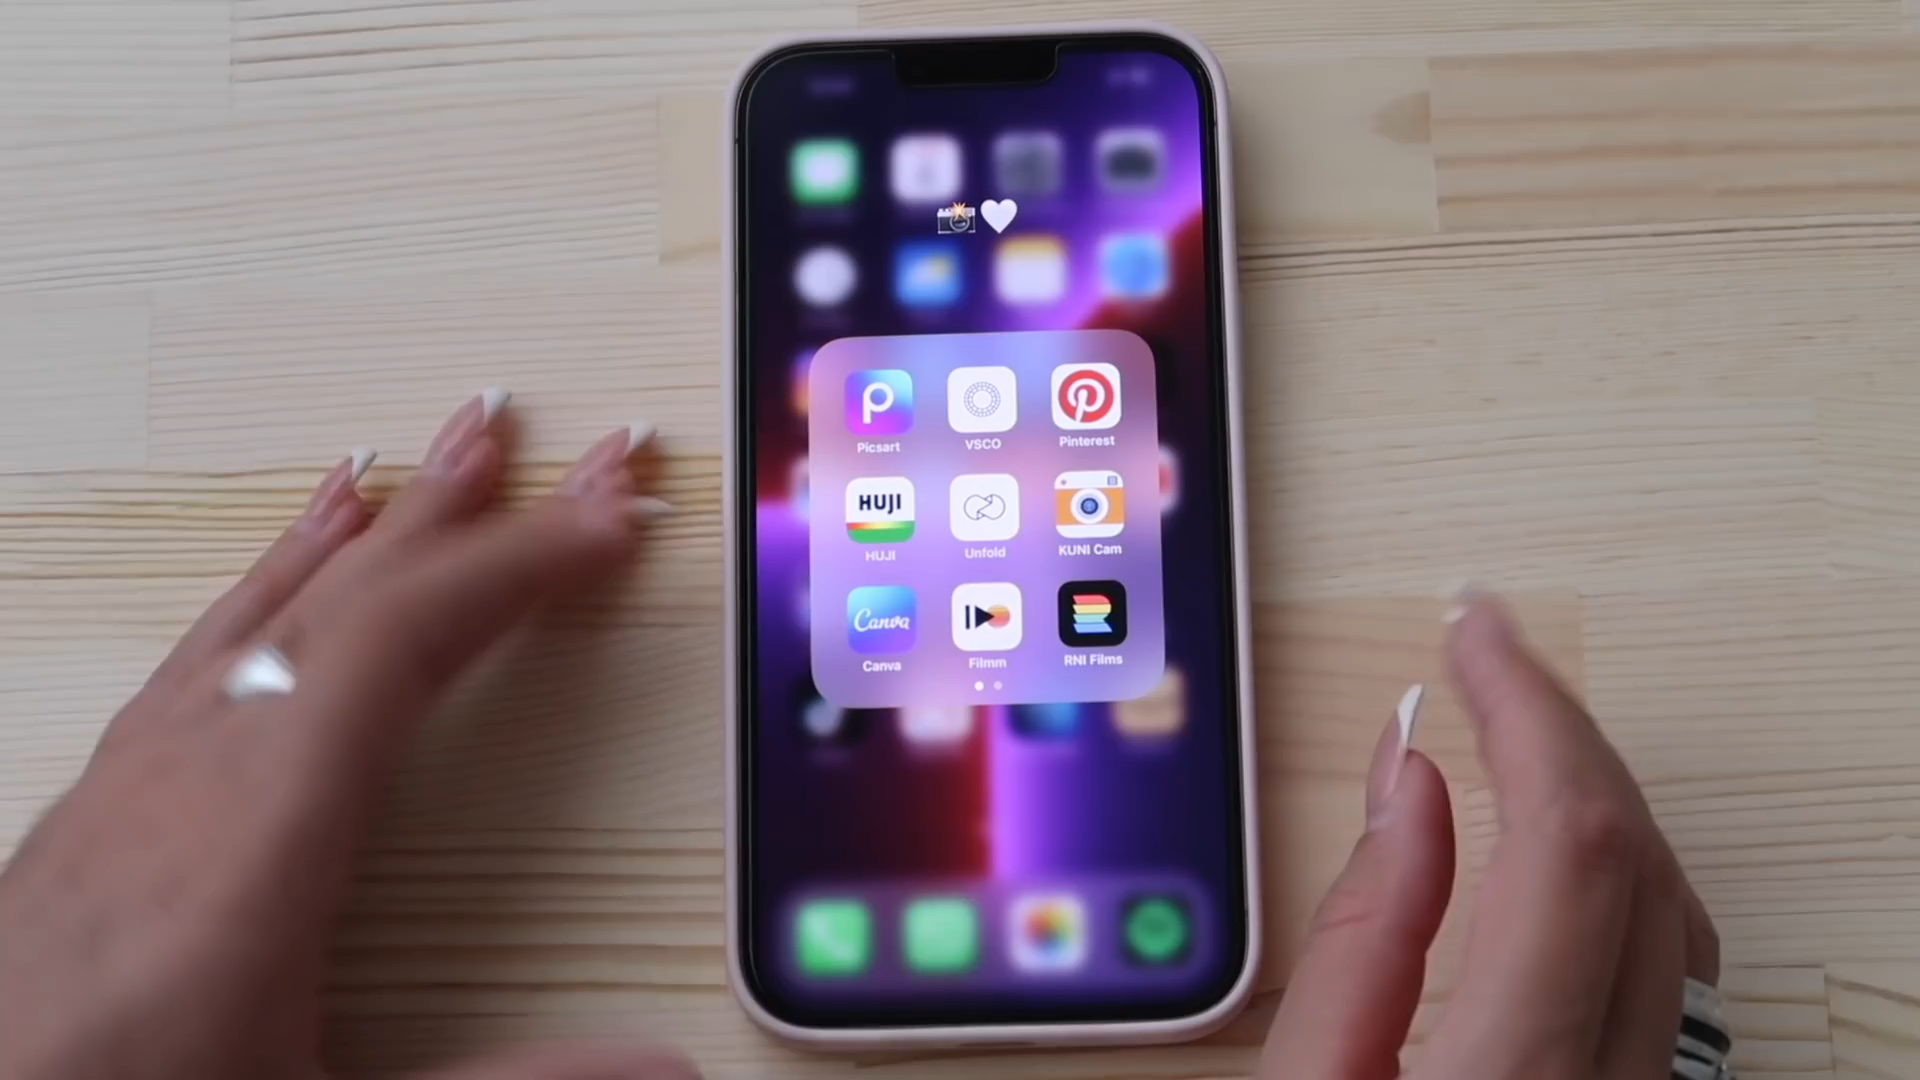 Picsart
VSCO
Pinterest
HUJI
HUJI
Unfold
KUNI Cam
Canva
Canva
Filmm
RNI Films